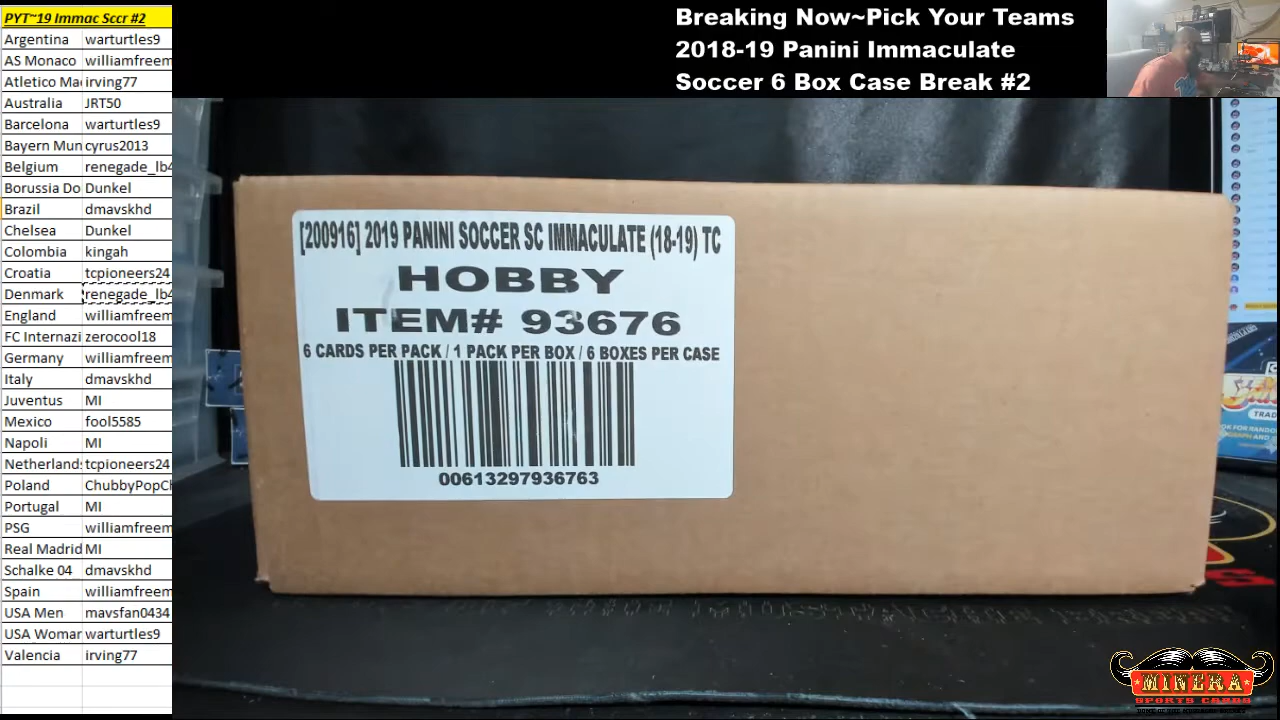 PYT~19 Immac Sccr #2
Argentina warturtles9
AS Monaco williamfreem
Atletico Ma irving77
Australia JRT50
Barcelona warturtles9
Bayern Mun cyrus2013
Belgium renegade_lb4
Borussia Do Dunkel
Brazil dmavskhd
Chelsea Dunkel
Colombia kingah
Croatia tcpioneers24
Denmark renegade_lb4
England williamfreem
FC Internazi zerocool18
Germany williamfreem
Italy dmavskhd
Juventus MI
Mexico fool5585
Napoli MI
Netherland tcpioneers24
Poland ChubbyPopCh
Portugal MI
PSG williamfreem
Real Madrid MI
Schalke 04 dmavskhd
Spain williamfreem
USA Men mavsfan0434
USA Woman warturtles9
Valencia irving77
Breaking Now~Pick Your Teams
2018-19 Panini Immaculate
Soccer 6 Box Case Break #2
[200916] 2019 PANINI SOCCER SC IMMACULATE (18-19) TC
HOBBY
ITEM# 93676
6 CARDS PER PACK / 1 PACK PER BOX / 6 BOXES PER CASE
00613297936763
MINERA
SPORTS CARDS